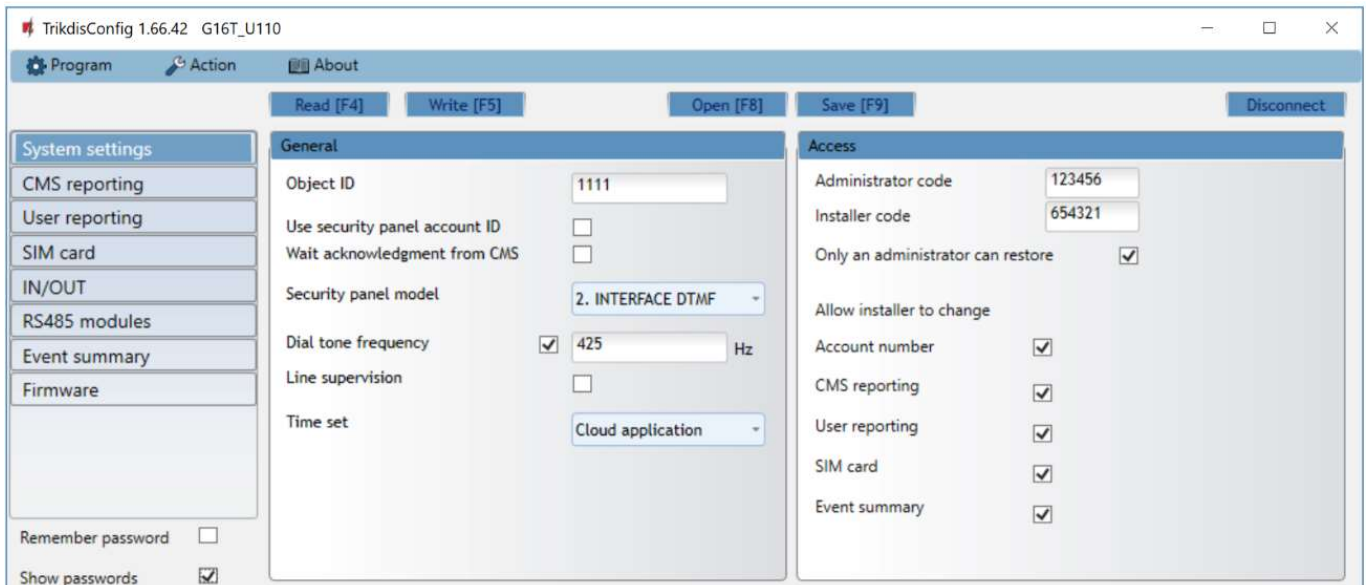 TrikdisConfig 1.66.42 G16T_U110
Program Action About
Read [F4] Write [F5] Open [F8] Save [F9] Disconnect
System settings
CMS reporting
User reporting
SIM card
IN/OUT
RS485 modules
Event summary
Firmware
Remember password
Show passwords
General
Object ID 1111
Use security panel account ID
Wait acknowledgment from CMS
Security panel model 2. INTERFACE DTMF
Dial tone frequency 425 Hz
Line supervision
Time set Cloud application
Access
Administrator code 123456
Installer code 654321
Only an administrator can restore
Allow installer to change
Account number
CMS reporting
User reporting
SIM card
Event summary